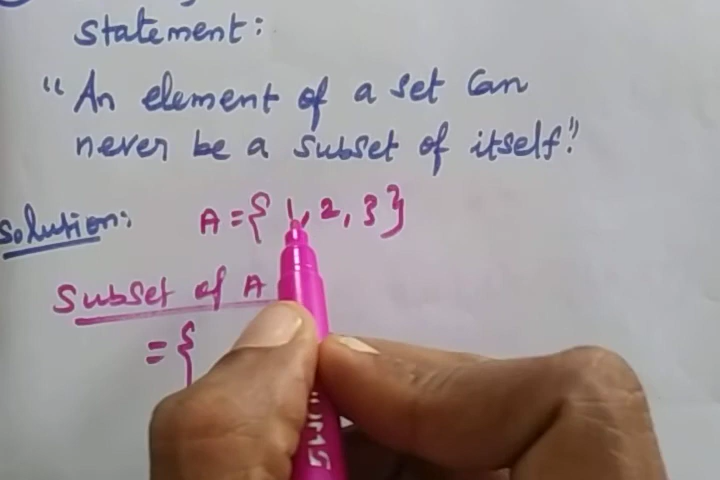 statement:
"An element of a set can
never be a subset of itself."
Solution: A = { 1, 2, 3 }
Subset of A
= {